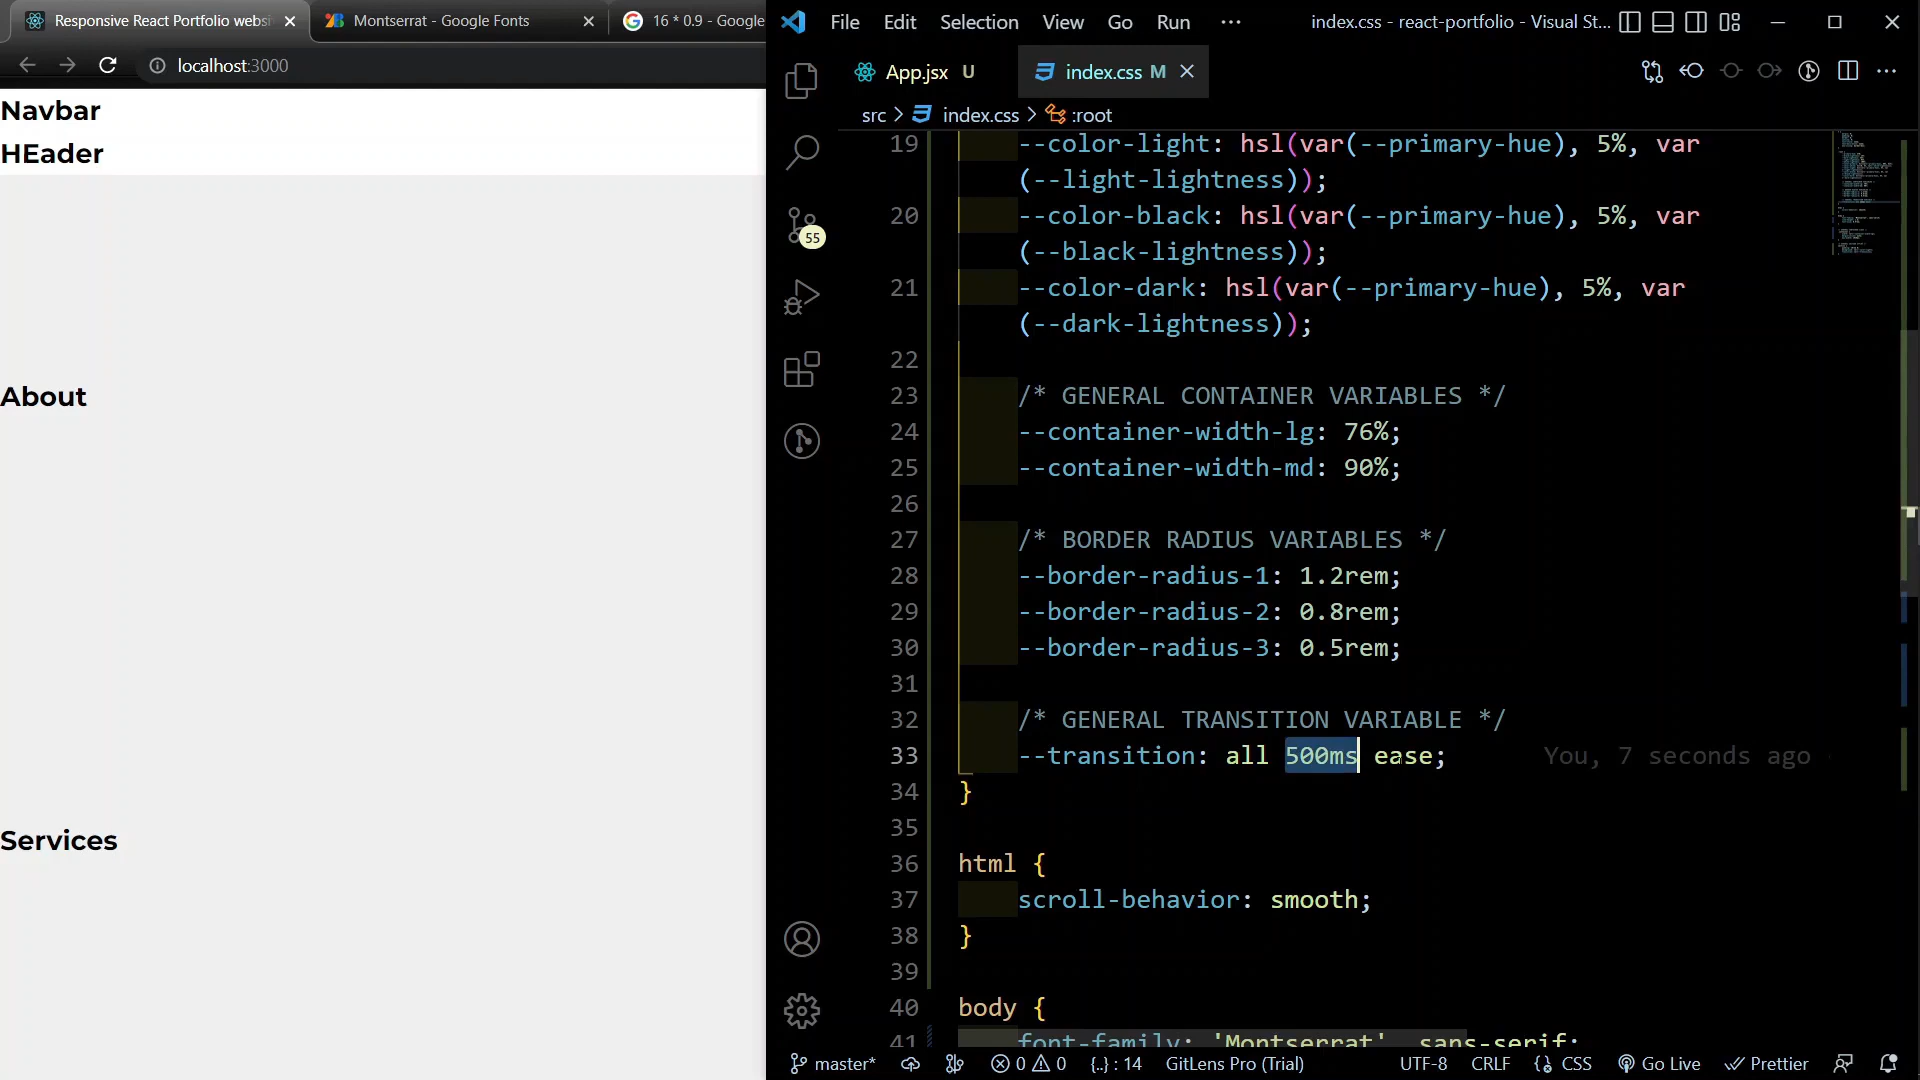 Responsive React Portfolio websi
Montserrat - Google Fonts
16 * 0.9 - Google
localhost:3000
Navbar
HEader
About
Services
File Edit Selection View Go Run ···
index.css - react-portfolio - Visual St...
App.jsx U
index.css M
src > index.css > :root
55
19 --color-light: hsl(var(--primary-hue), 5%, var
(--light-lightness));
20 --color-black: hsl(var(--primary-hue), 5%, var
(--black-lightness));
21 --color-dark: hsl(var(--primary-hue), 5%, var
(--dark-lightness));
22
23 /* GENERAL CONTAINER VARIABLES */
24 --container-width-lg: 76%;
25 --container-width-md: 90%;
26
27 /* BORDER RADIUS VARIABLES */
28 --border-radius-1: 1.2rem;
29 --border-radius-2: 0.8rem;
30 --border-radius-3: 0.5rem;
31
32 /* GENERAL TRANSITION VARIABLE */
33 --transition: all 500ms ease; You, 7 seconds ago
34 }
35
36 html {
37 scroll-behavior: smooth;
38 }
39
40 body {
41 font-family: 'Montserrat', sans-serif;
master* 0 0 {..} : 14 GitLens Pro (Trial) UTF-8 CRLF CSS Go Live Prettier